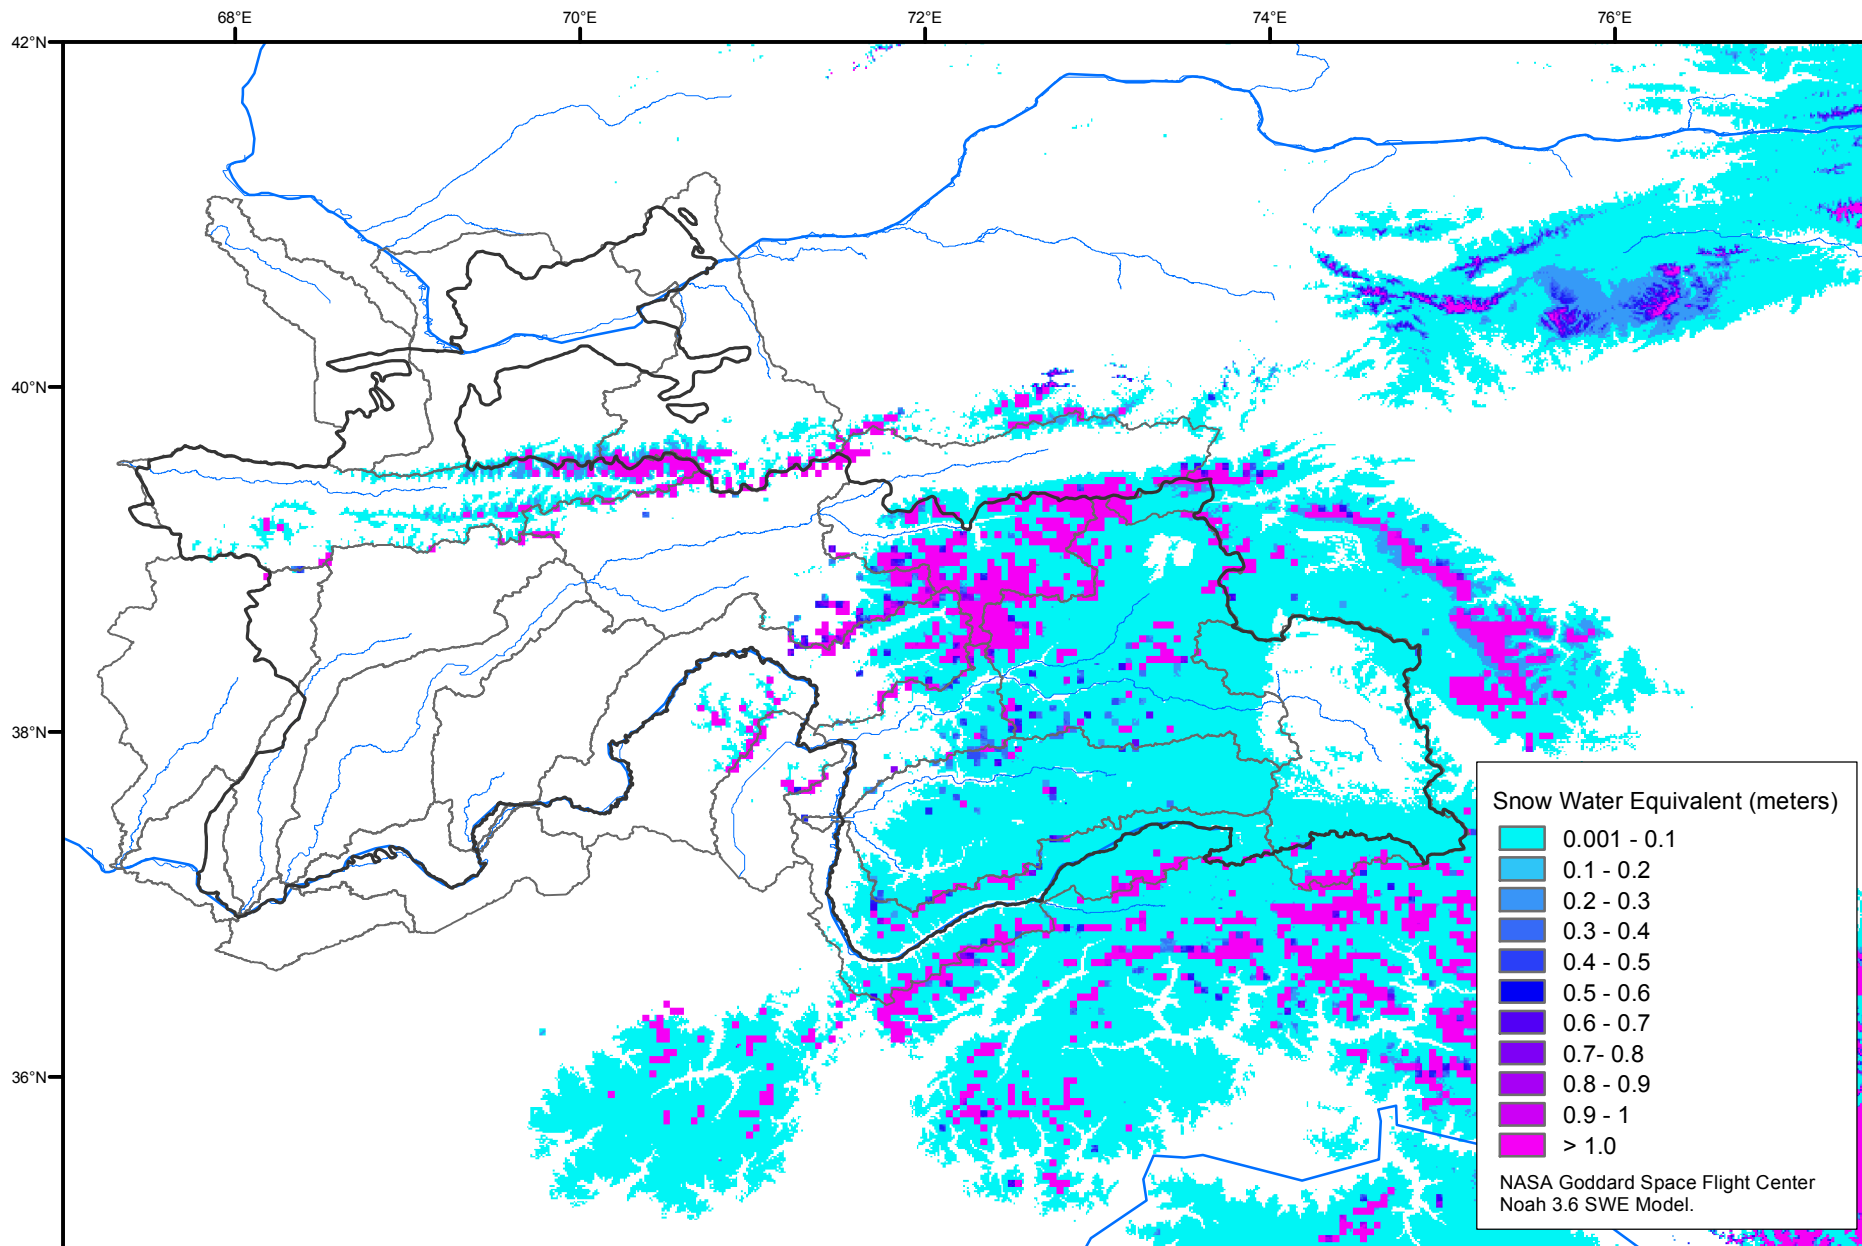 68°E 70°E 72°E 74°E 76°E
42°N
40°N
38°N
36°N
Snow Water Equivalent (meters)
0.001 - 0.1
0.1 - 0.2
0.2 - 0.3
0.3 - 0.4
0.4 - 0.5
0.5 - 0.6
0.6 - 0.7
0.7- 0.8
0.8 - 0.9
0.9 - 1
> 1.0
NASA Goddard Space Flight Center
Noah 3.6 SWE Model.